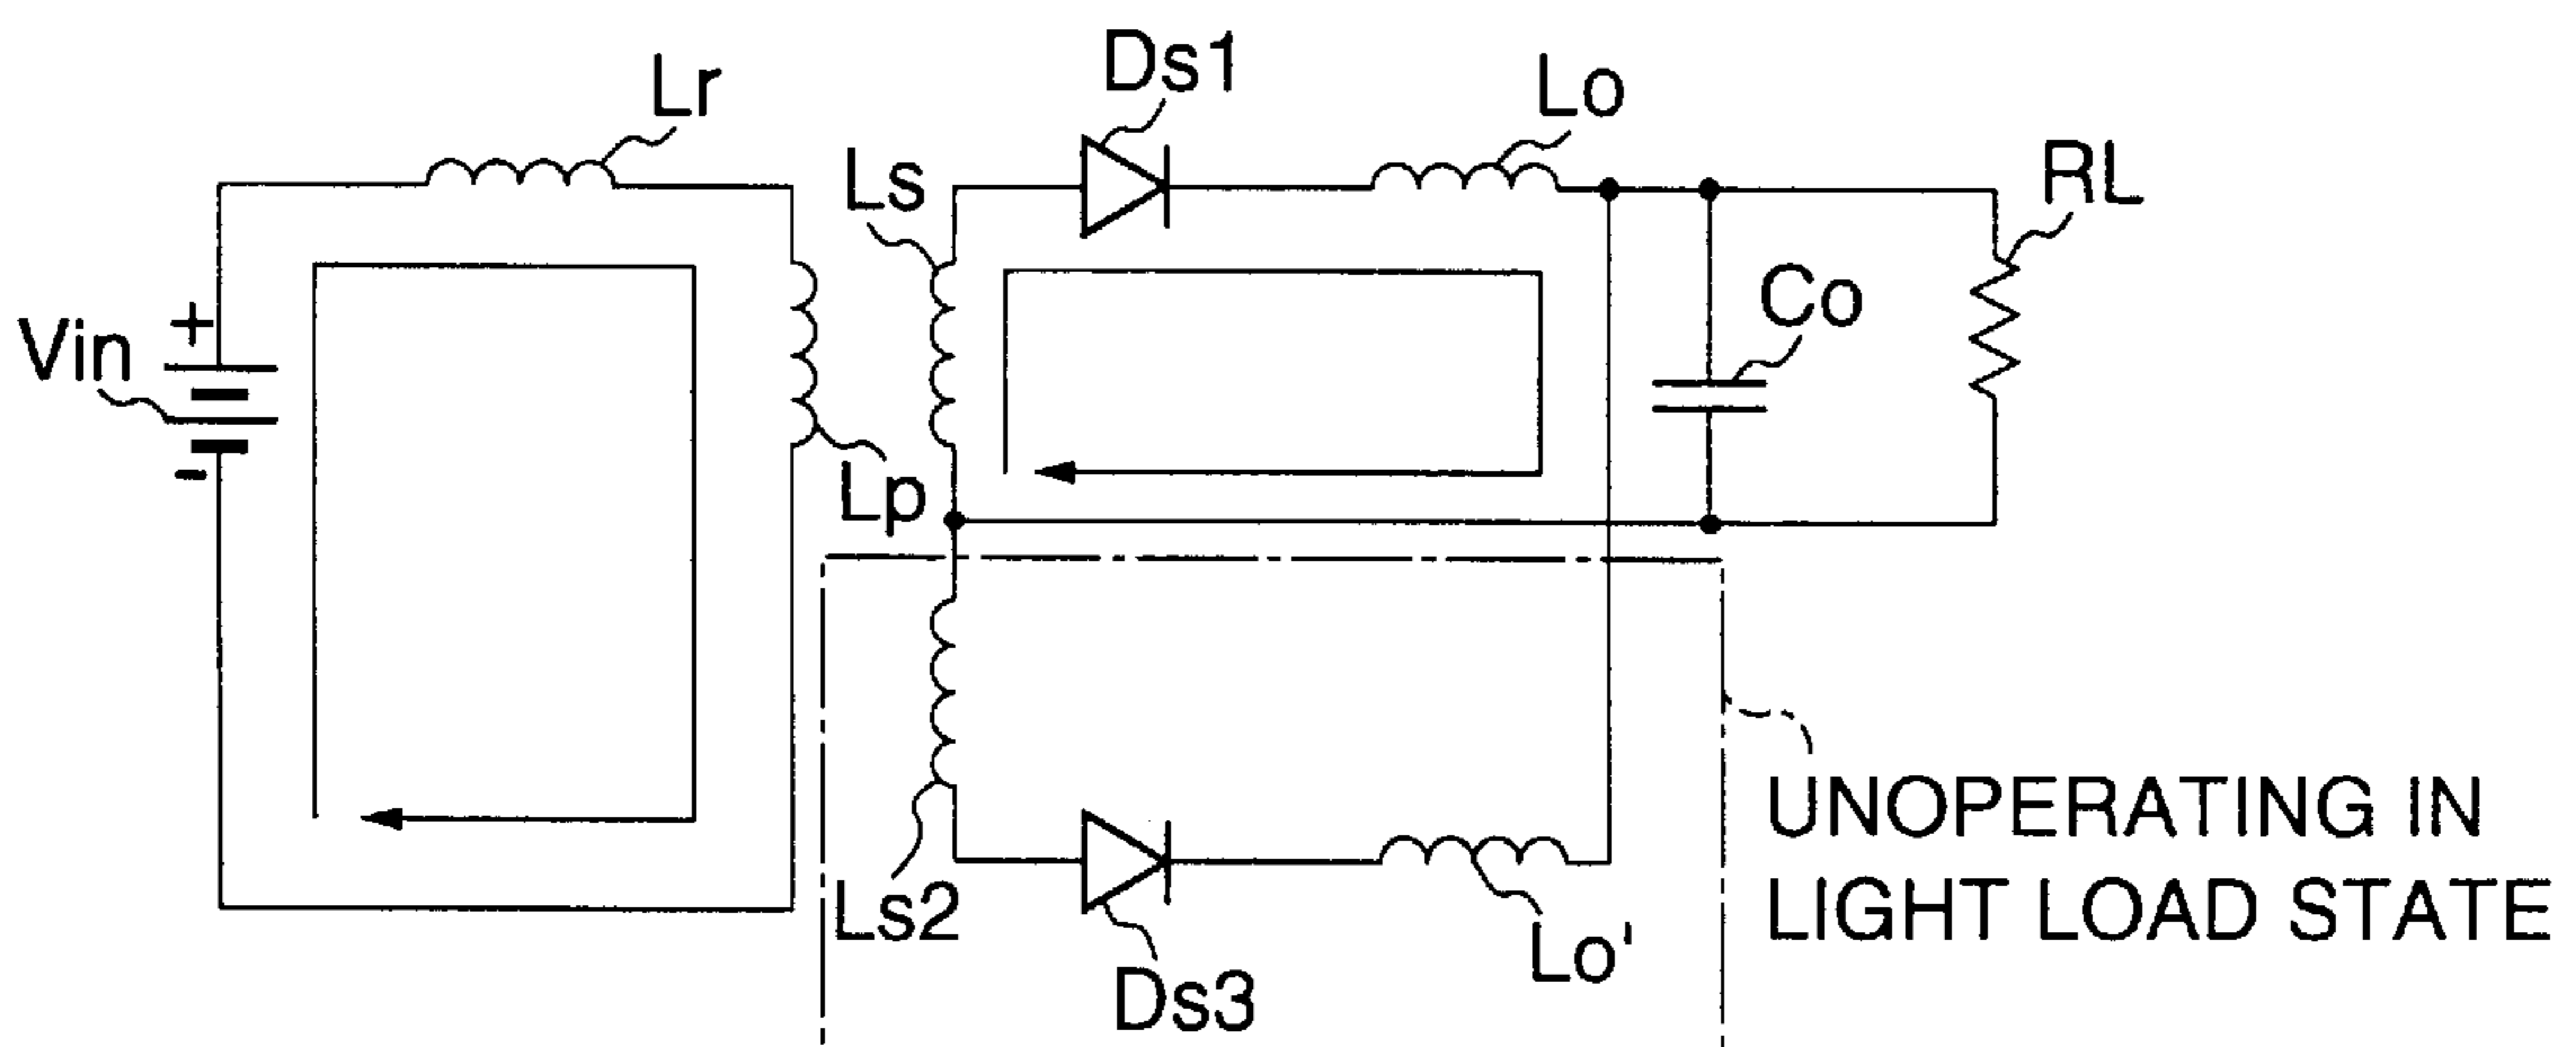 Ds1
Lr
Lo
Ls
RL
Co
+
Vin
-
Lp
UNOPERATING IN
LIGHT LOAD STATE
Ls2
Lo'
Ds3